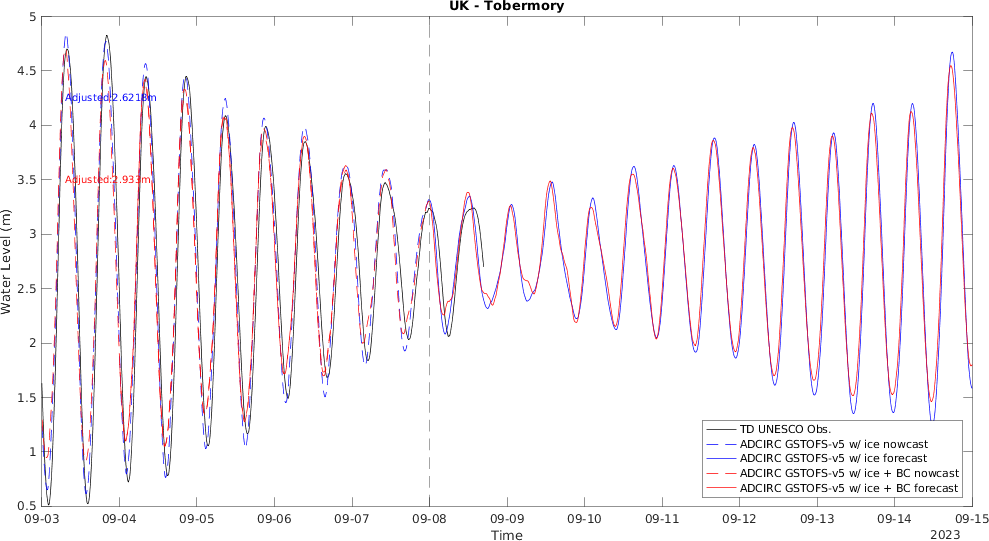 UK - Tobermory
5
4.5
4
3.5
3
2.5
2
1.5
1
0.5
Water Level (m)
Adjusted:2.6218m
Adjusted:2.933m
TD UNESCO Obs.
ADCIRC GSTOFS-v5 w/ ice nowcast
ADCIRC GSTOFS-v5 w/ ice forecast
ADCIRC GSTOFS-v5 w/ ice + BC nowcast
ADCIRC GSTOFS-v5 w/ ice + BC forecast
09-03 09-04 09-05 09-06 09-07 09-08 09-09 09-10 09-11 09-12 09-13 09-14 09-15
Time
2023